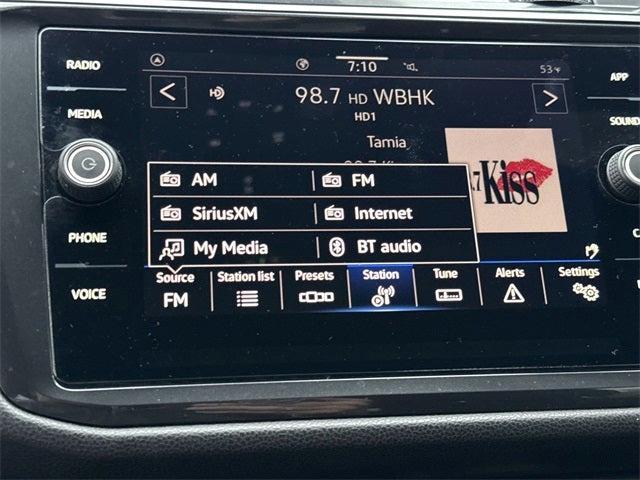 RADIO
MEDIA
PHONE
VOICE
7:10
53°F
98.7 HD WBHK
HD1
Tamia
Kiss
AM
FM
SiriusXM
Internet
My Media
BT audio
Source
FM
Station list
Presets
Station
Tune
Alerts
Settings
APP
SOUND